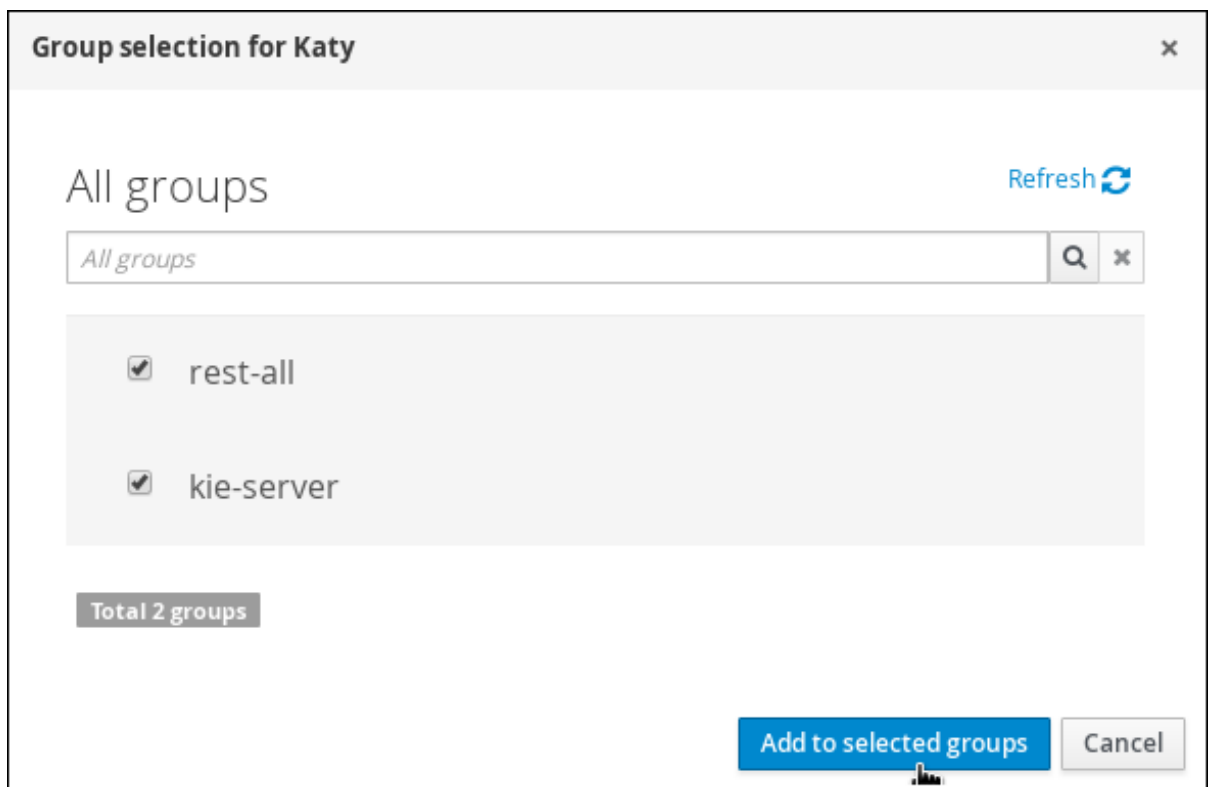 Group selection for Katy
All groups
Refresh
All groups
rest-all
kie-server
Total 2 groups
Add to selected groups
Cancel